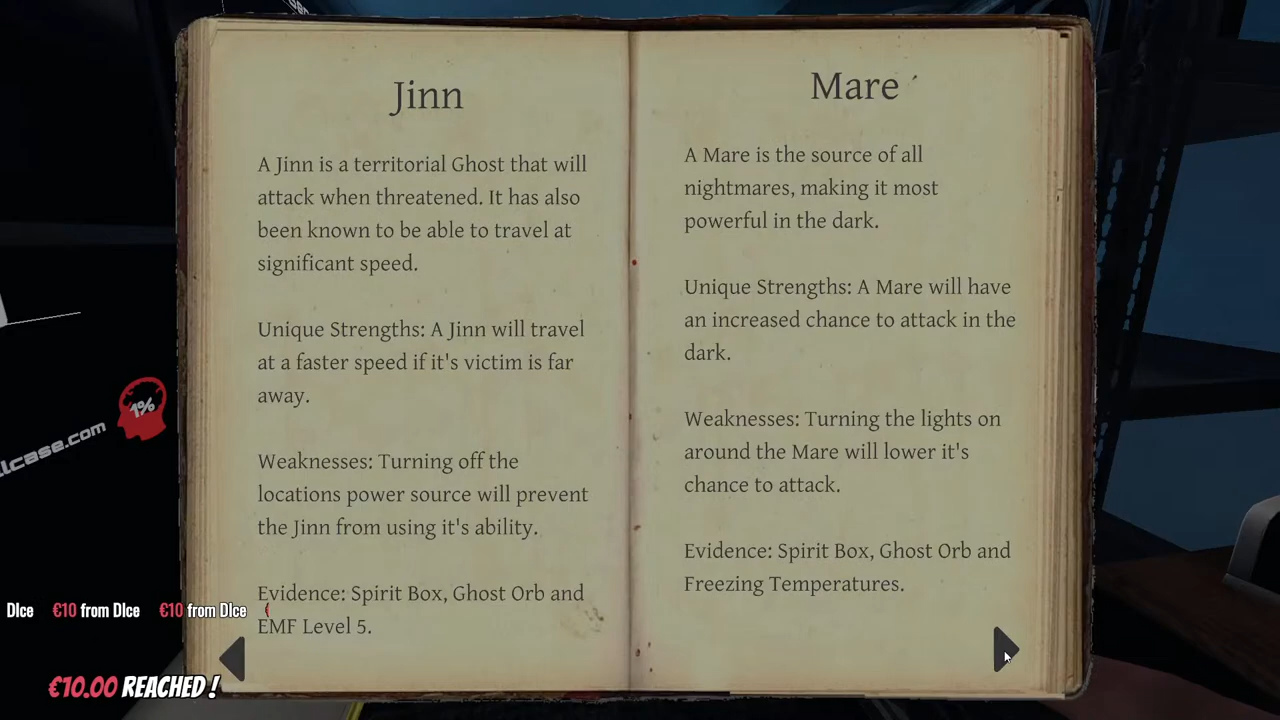 Jinn
A Jinn is a territorial Ghost that will
attack when threatened. It has also
been known to be able to travel at
significant speed.
Unique Strengths: A Jinn will travel
at a faster speed if it's victim is far
away.
Weaknesses: Turning off the
locations power source will prevent
the Jinn from using it's ability.
Evidence: Spirit Box, Ghost Orb and
EMF Level 5.
Mare
A Mare is the source of all
nightmares, making it most
powerful in the dark.
Unique Strengths: A Mare will have
an increased chance to attack in the
dark.
Weaknesses: Turning the lights on
around the Mare will lower it's
chance to attack.
Evidence: Spirit Box, Ghost Orb and
Freezing Temperatures.
1%
lcase.com
DIce €10 from DIce €10 from DIce
€10.00 REACHED !